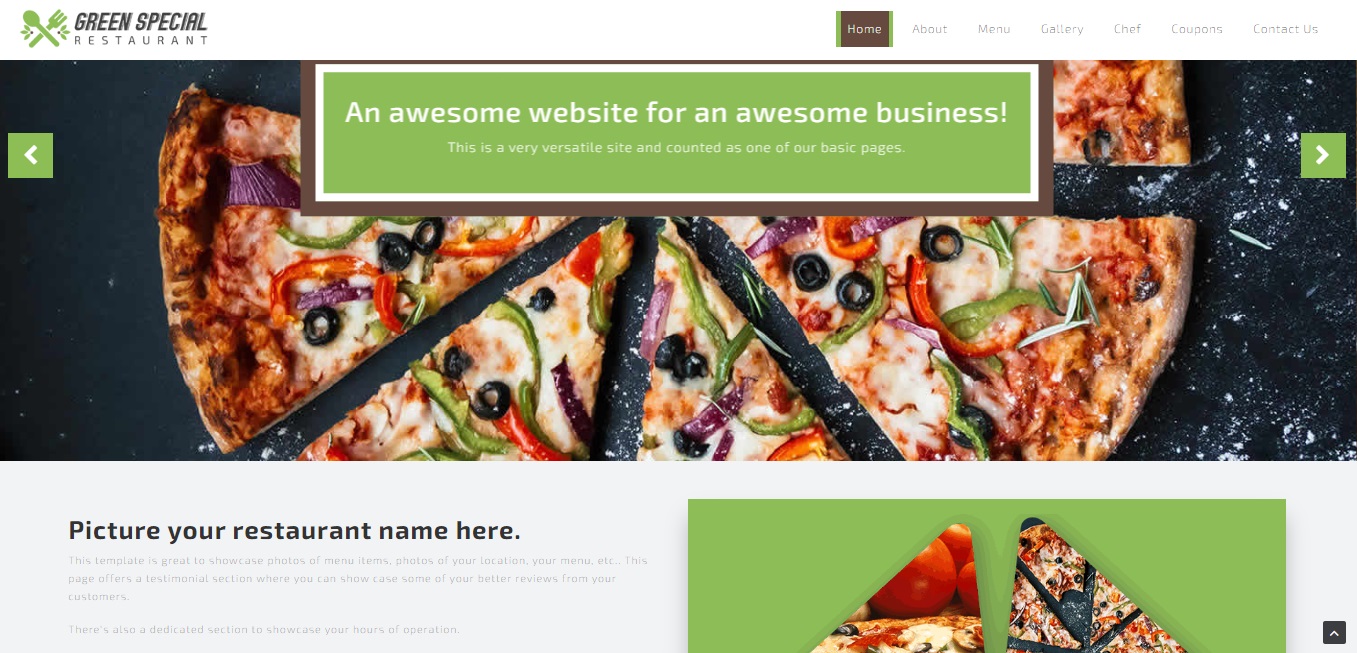 GREEN SPECIAL
RESTAURANT
Home About Menu Gallery Chef Coupons Contact Us
An awesome website for an awesome business!
This is a very versatile site and counted as one of our basic pages.
Picture your restaurant name here.
This template is great to showcase photos of menu items, photos of your location, your menu, etc.. This
page offers a testimonial section where you can show case some of your better reviews from your
customers.
There's also a dedicated section to showcase your hours of operation.